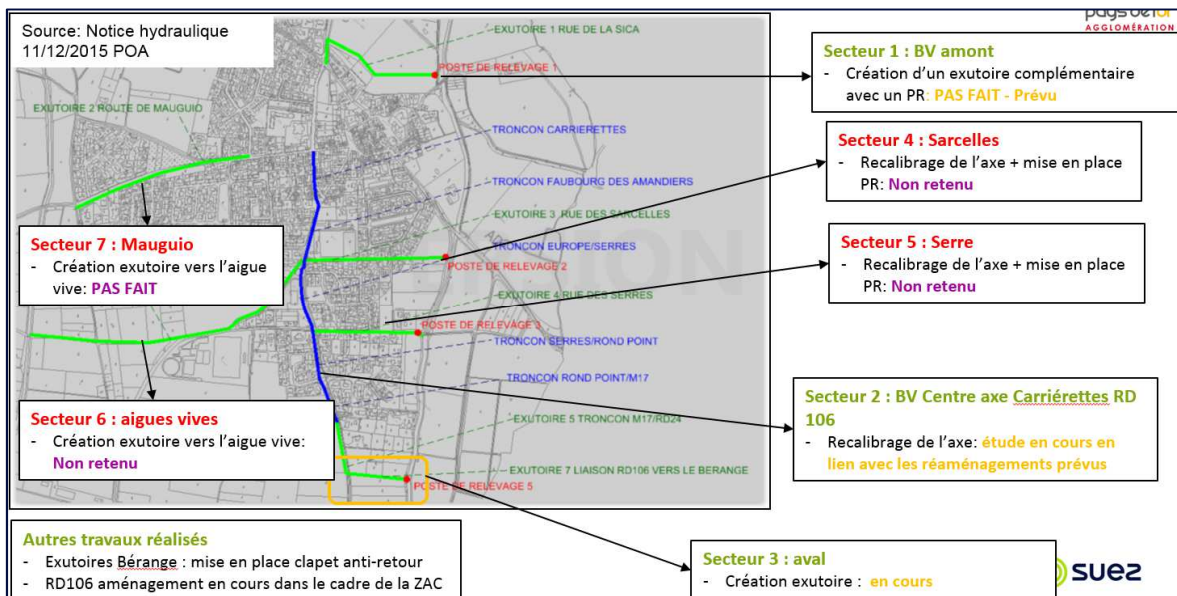 Source: Notice hydraulique
11/12/2015 POA
pays de l'or
AGGLOMÉRATION
EXUTOIRE 1 RUE DE LA SICA
POSTE DE RELEVAGE 1
EXUTOIRE 2 ROUTE DE MAUGUIO
TRONCON CARRIERETTES
TRONCON FAUBOURG DES AMANDIERS
EXUTOIRE 3 RUE DES SARCELLES
TRONCON EUROPE/SERRES
POSTE DE RELEVAGE 2
EXUTOIRE 4 RUE DES SERRES
POSTE DE RELEVAGE 3
TRONCON SERRES/ROND POINT
TRONCON ROND POINT/M17
EXUTOIRE 5 TRONCON M17/RD24
EXUTOIRE 7 LIAISON RD106 VERS LE BERANGE
POSTE DE RELEVAGE 5
Secteur 1 : BV amont
- Création d'un exutoire complémentaire
avec un PR: PAS FAIT - Prévu
Secteur 4 : Sarcelles
- Recalibrage de l'axe + mise en place
PR: Non retenu
Secteur 5 : Serre
- Recalibrage de l'axe + mise en place
PR: Non retenu
Secteur 7 : Mauguio
- Création exutoire vers l'aigue
vive: PAS FAIT
Secteur 6 : aigues vives
- Création exutoire vers l'aigue vive:
Non retenu
Secteur 2 : BV Centre axe Carriérettes RD
106
- Recalibrage de l'axe: étude en cours en
lien avec les réaménagements prévus
Autres travaux réalisés
- Exutoires Bérange : mise en place clapet anti-retour
- RD106 aménagement en cours dans le cadre de la ZAC
Secteur 3 : aval
- Création exutoire : en cours
suez